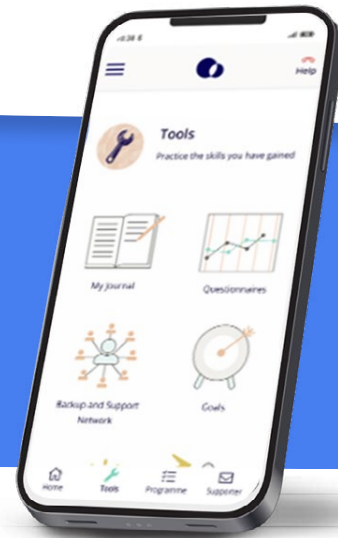 Help
Tools
Practice the skills you have gained
My Journal
Questionnaires
Backup and Support
Network
Goals
Home
Tools
Programme
Supporter